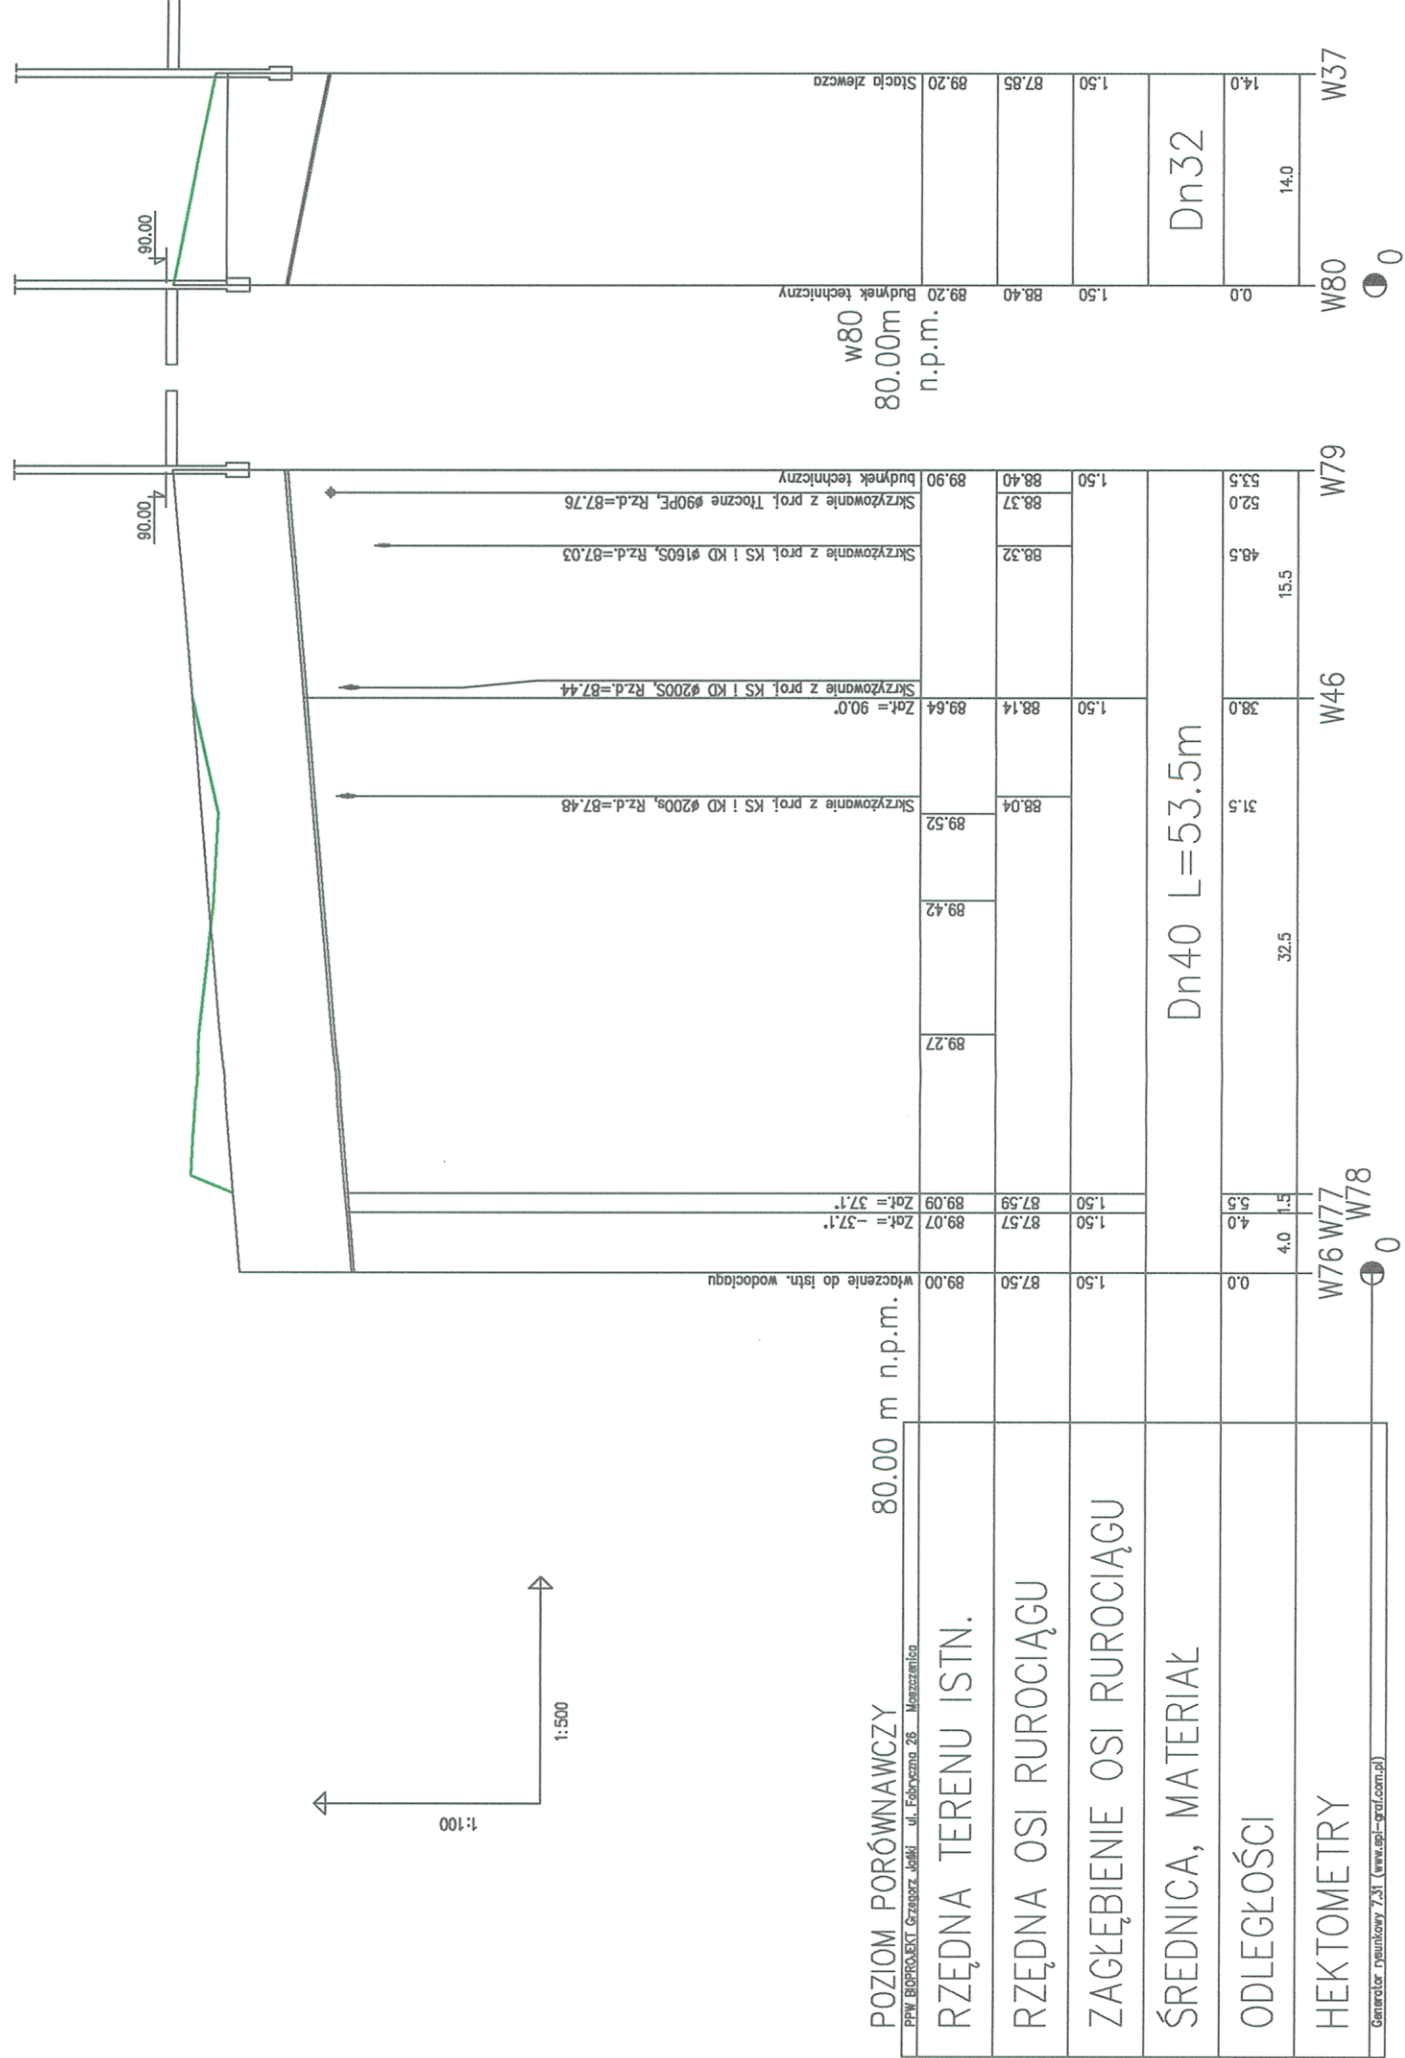 1:100
1:500
90.00
90.00
POZIOM PORÓWNAWCZY 80.00 m n.p.m.
w80
80.00m
n.p.m.
PPW BIOPROJEKT Grzegorz Jaśki ul. Fabryczna 26 Moszczenica
włączenie do istn. wodociągu
Zał.= -37.1°
Zał.= 37.1°
Skrzyżowanie z proj. KS i KD ø200s, Rz.d.=87.48
Zał.= 90.0°
Skrzyżowanie z proj. KS i KD ø200S, Rz.d.=87.44
Skrzyżowanie z proj. KS i KD ø160S, Rz.d.=87.03
Skrzyżowanie z proj. Tłoczne ø90PE, Rz.d.=87.76
budynek techniczny
Budynek techniczny
Stacja zlewcza
RZĘDNA TERENU ISTN. 89.00 89.07 89.09 89.27 89.42 89.52 89.64 89.90 89.20 89.20
RZĘDNA OSI RUROCIĄGU 87.50 87.57 87.59 88.04 88.14 88.32 88.37 88.40 88.40 87.85
ZAGŁĘBIENIE OSI RUROCIĄGU 1.50 1.50 1.50 1.50 1.50 1.50 1.50
ŚREDNICA, MATERIAŁ Dn40 L=53.5m Dn32
ODLEGŁOŚCI 0.0 4.0 5.5 31.5 38.0 48.5 52.0 53.5 0.0 14.0
4.0 1.5 32.5 15.5 14.0
HEKTOMETRY W76 W77 W78 W46 W79 W80 W37
0 0
Generator rysunkowy 7.31 (www.epl-graf.com.pl)